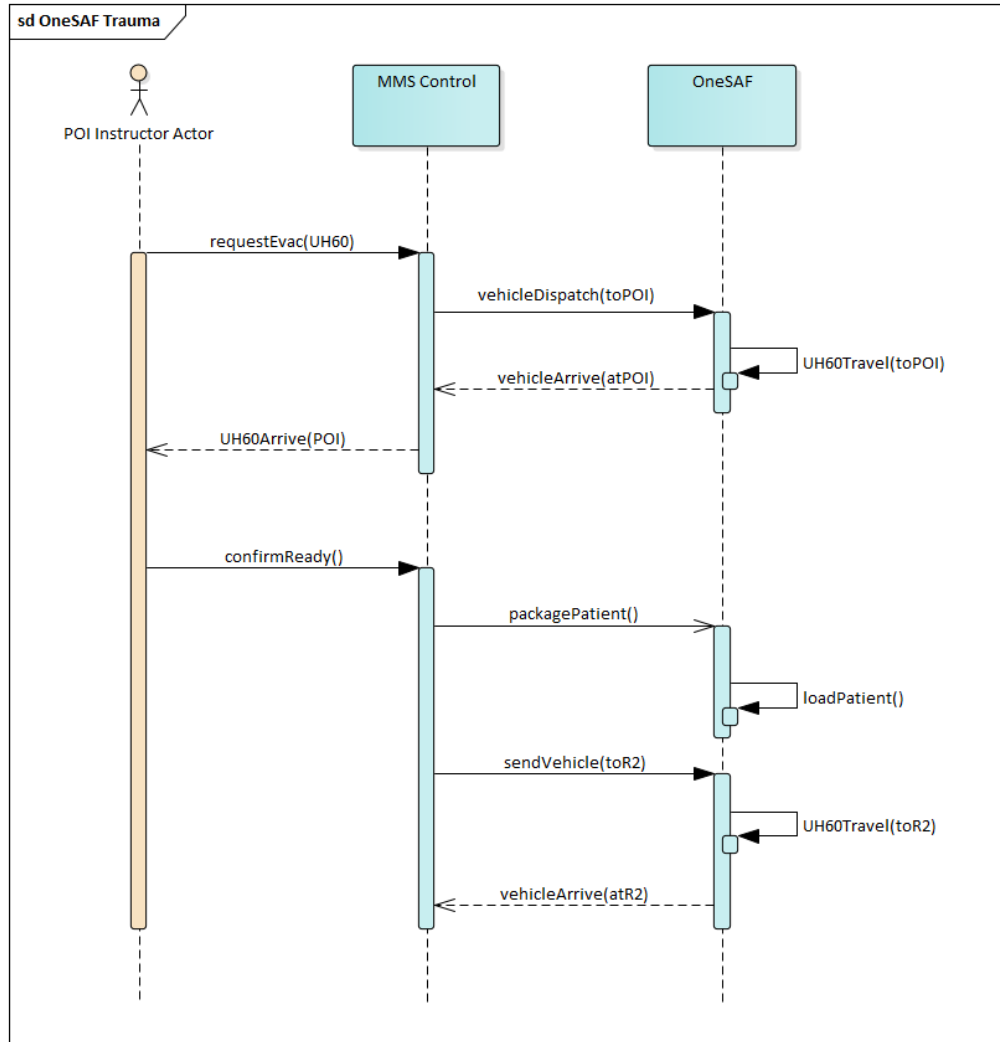 sd OneSAF Trauma
MMS Control
OneSAF
POI Instructor Actor
requestEvac(UH60)
vehicleDispatch(toPOI)
UH60Travel(toPOI)
vehicleArrive(atPOI)
UH60Arrive(POI)
confirmReady()
packagePatient()
loadPatient()
sendVehicle(toR2)
UH60Travel(toR2)
vehicleArrive(atR2)